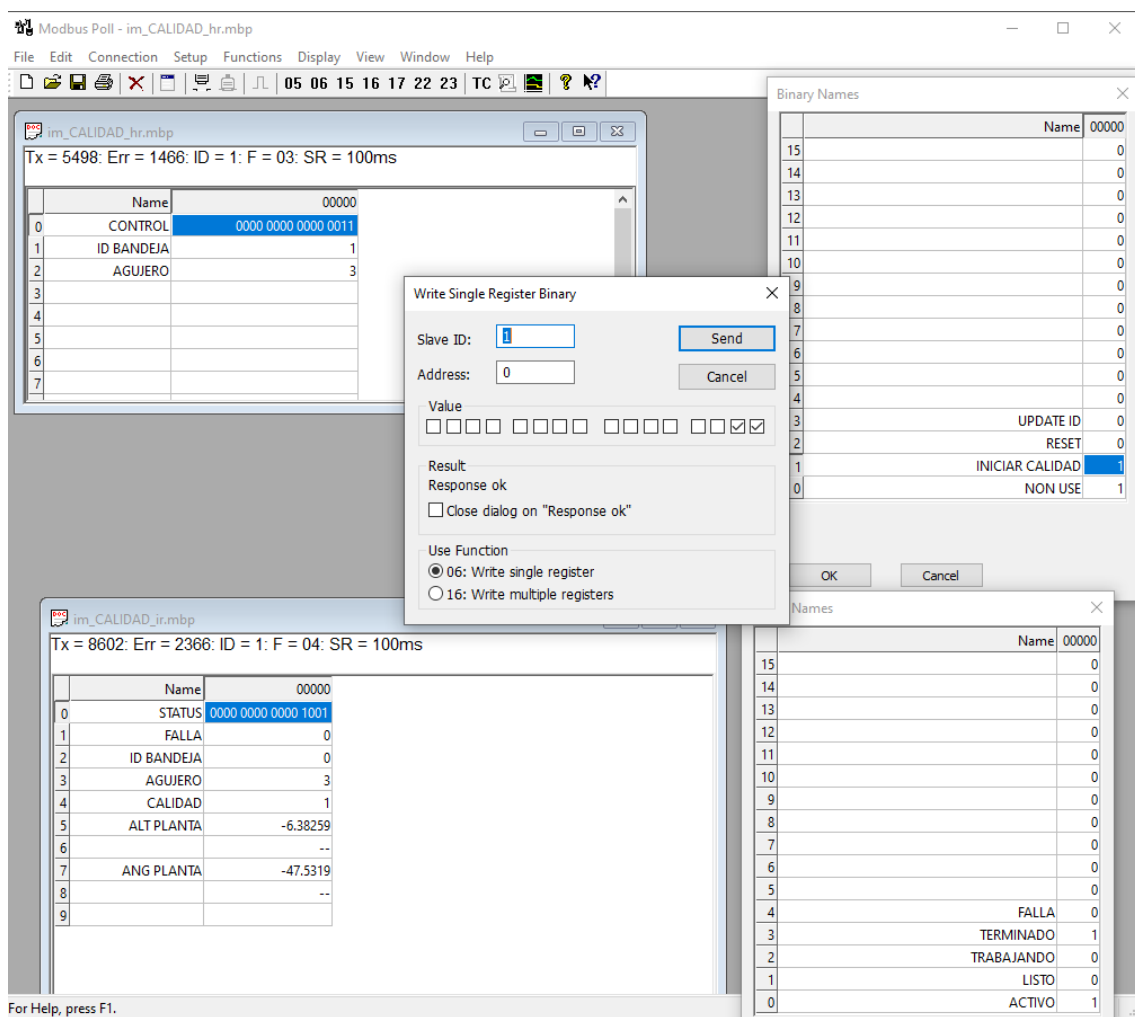 Modbus Poll - im_CALIDAD_hr.mbp
File Edit Connection Setup Functions Display View Window Help
05 06 15 16 17 22 23 TC
im_CALIDAD_hr.mbp
Tx = 5498: Err = 1466: ID = 1: F = 03: SR = 100ms
Name 00000
0 CONTROL 0000 0000 0000 0011
1 ID BANDEJA 1
2 AGUJERO 3
3
4
5
6
7
Binary Names
Name 00000
15 0
14 0
13 0
12 0
11 0
10 0
9 0
8 0
7 0
6 0
5 0
4 0
3 UPDATE ID 0
2 RESET 0
1 INICIAR CALIDAD 1
0 NON USE 1
OK Cancel
Write Single Register Binary
Slave ID: 1 Send
Address: 0 Cancel
Value
Result
Response ok
Close dialog on "Response ok"
Use Function
06: Write single register
16: Write multiple registers
im_CALIDAD_ir.mbp
Tx = 8602: Err = 2366: ID = 1: F = 04: SR = 100ms
Name 00000
0 STATUS 0000 0000 0000 1001
1 FALLA 0
2 ID BANDEJA 0
3 AGUJERO 3
4 CALIDAD 1
5 ALT PLANTA -6.38259
6 --
7 ANG PLANTA -47.5319
8 --
9
Names
Name 00000
15 0
14 0
13 0
12 0
11 0
10 0
9 0
8 0
7 0
6 0
5 0
4 FALLA 0
3 TERMINADO 1
2 TRABAJANDO 0
1 LISTO 0
0 ACTIVO 1
For Help, press F1.